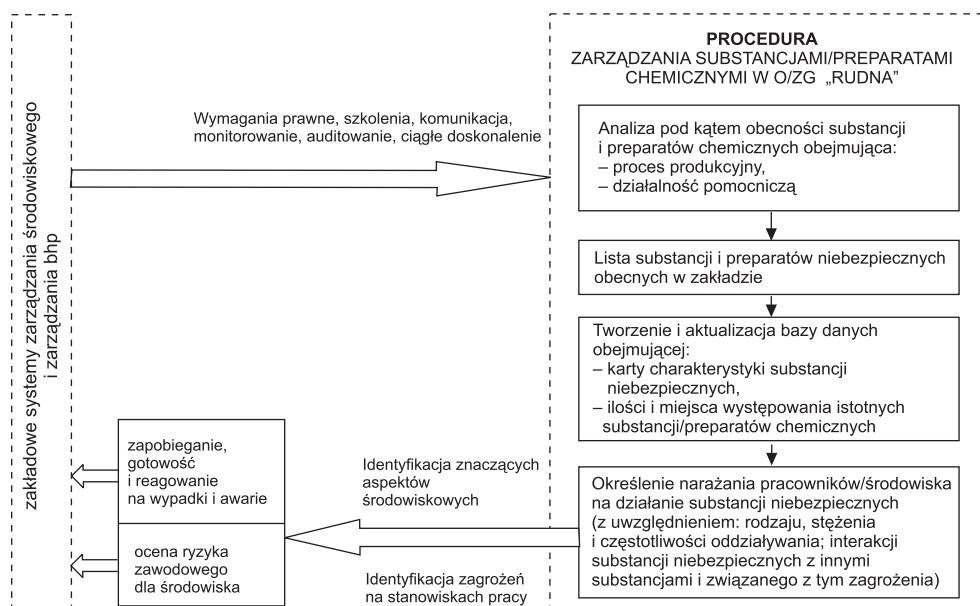 PROCEDURA
ZARZĄDZANIA SUBSTANCJAMI/PREPARATAMI
CHEMICZNYMI W O/ZG „RUDNA”
zakładowe systemy zarządzania środowiskowego
i zarządzania bhp
Wymagania prawne, szkolenia, komunikacja,
monitorowanie, auditowanie, ciągłe doskonalenie
Analiza pod kątem obecności substancji
i preparatów chemicznych obejmująca:
– proces produkcyjny,
– działalność pomocniczą
Lista substancji i preparatów niebezpiecznych
obecnych w zakładzie
Tworzenie i aktualizacja bazy danych
obejmującej:
– karty charakterystyki substancji
niebezpiecznych,
– ilości i miejsca występowania istotnych
substancji/preparatów chemicznych
Określenie narażania pracowników/środowiska
na działanie substancji niebezpiecznych
(z uwzględnieniem: rodzaju, stężenia
i częstotliwości oddziaływania; interakcji
substancji niebezpiecznych z innymi
substancjami i związanego z tym zagrożenia)
Identyfikacja znaczących
aspektów
środowiskowych
Identyfikacja zagrożeń
na stanowiskach pracy
zapobieganie,
gotowość
i reagowanie
na wypadki i awarie
ocena ryzyka
zawodowego
dla środowiska